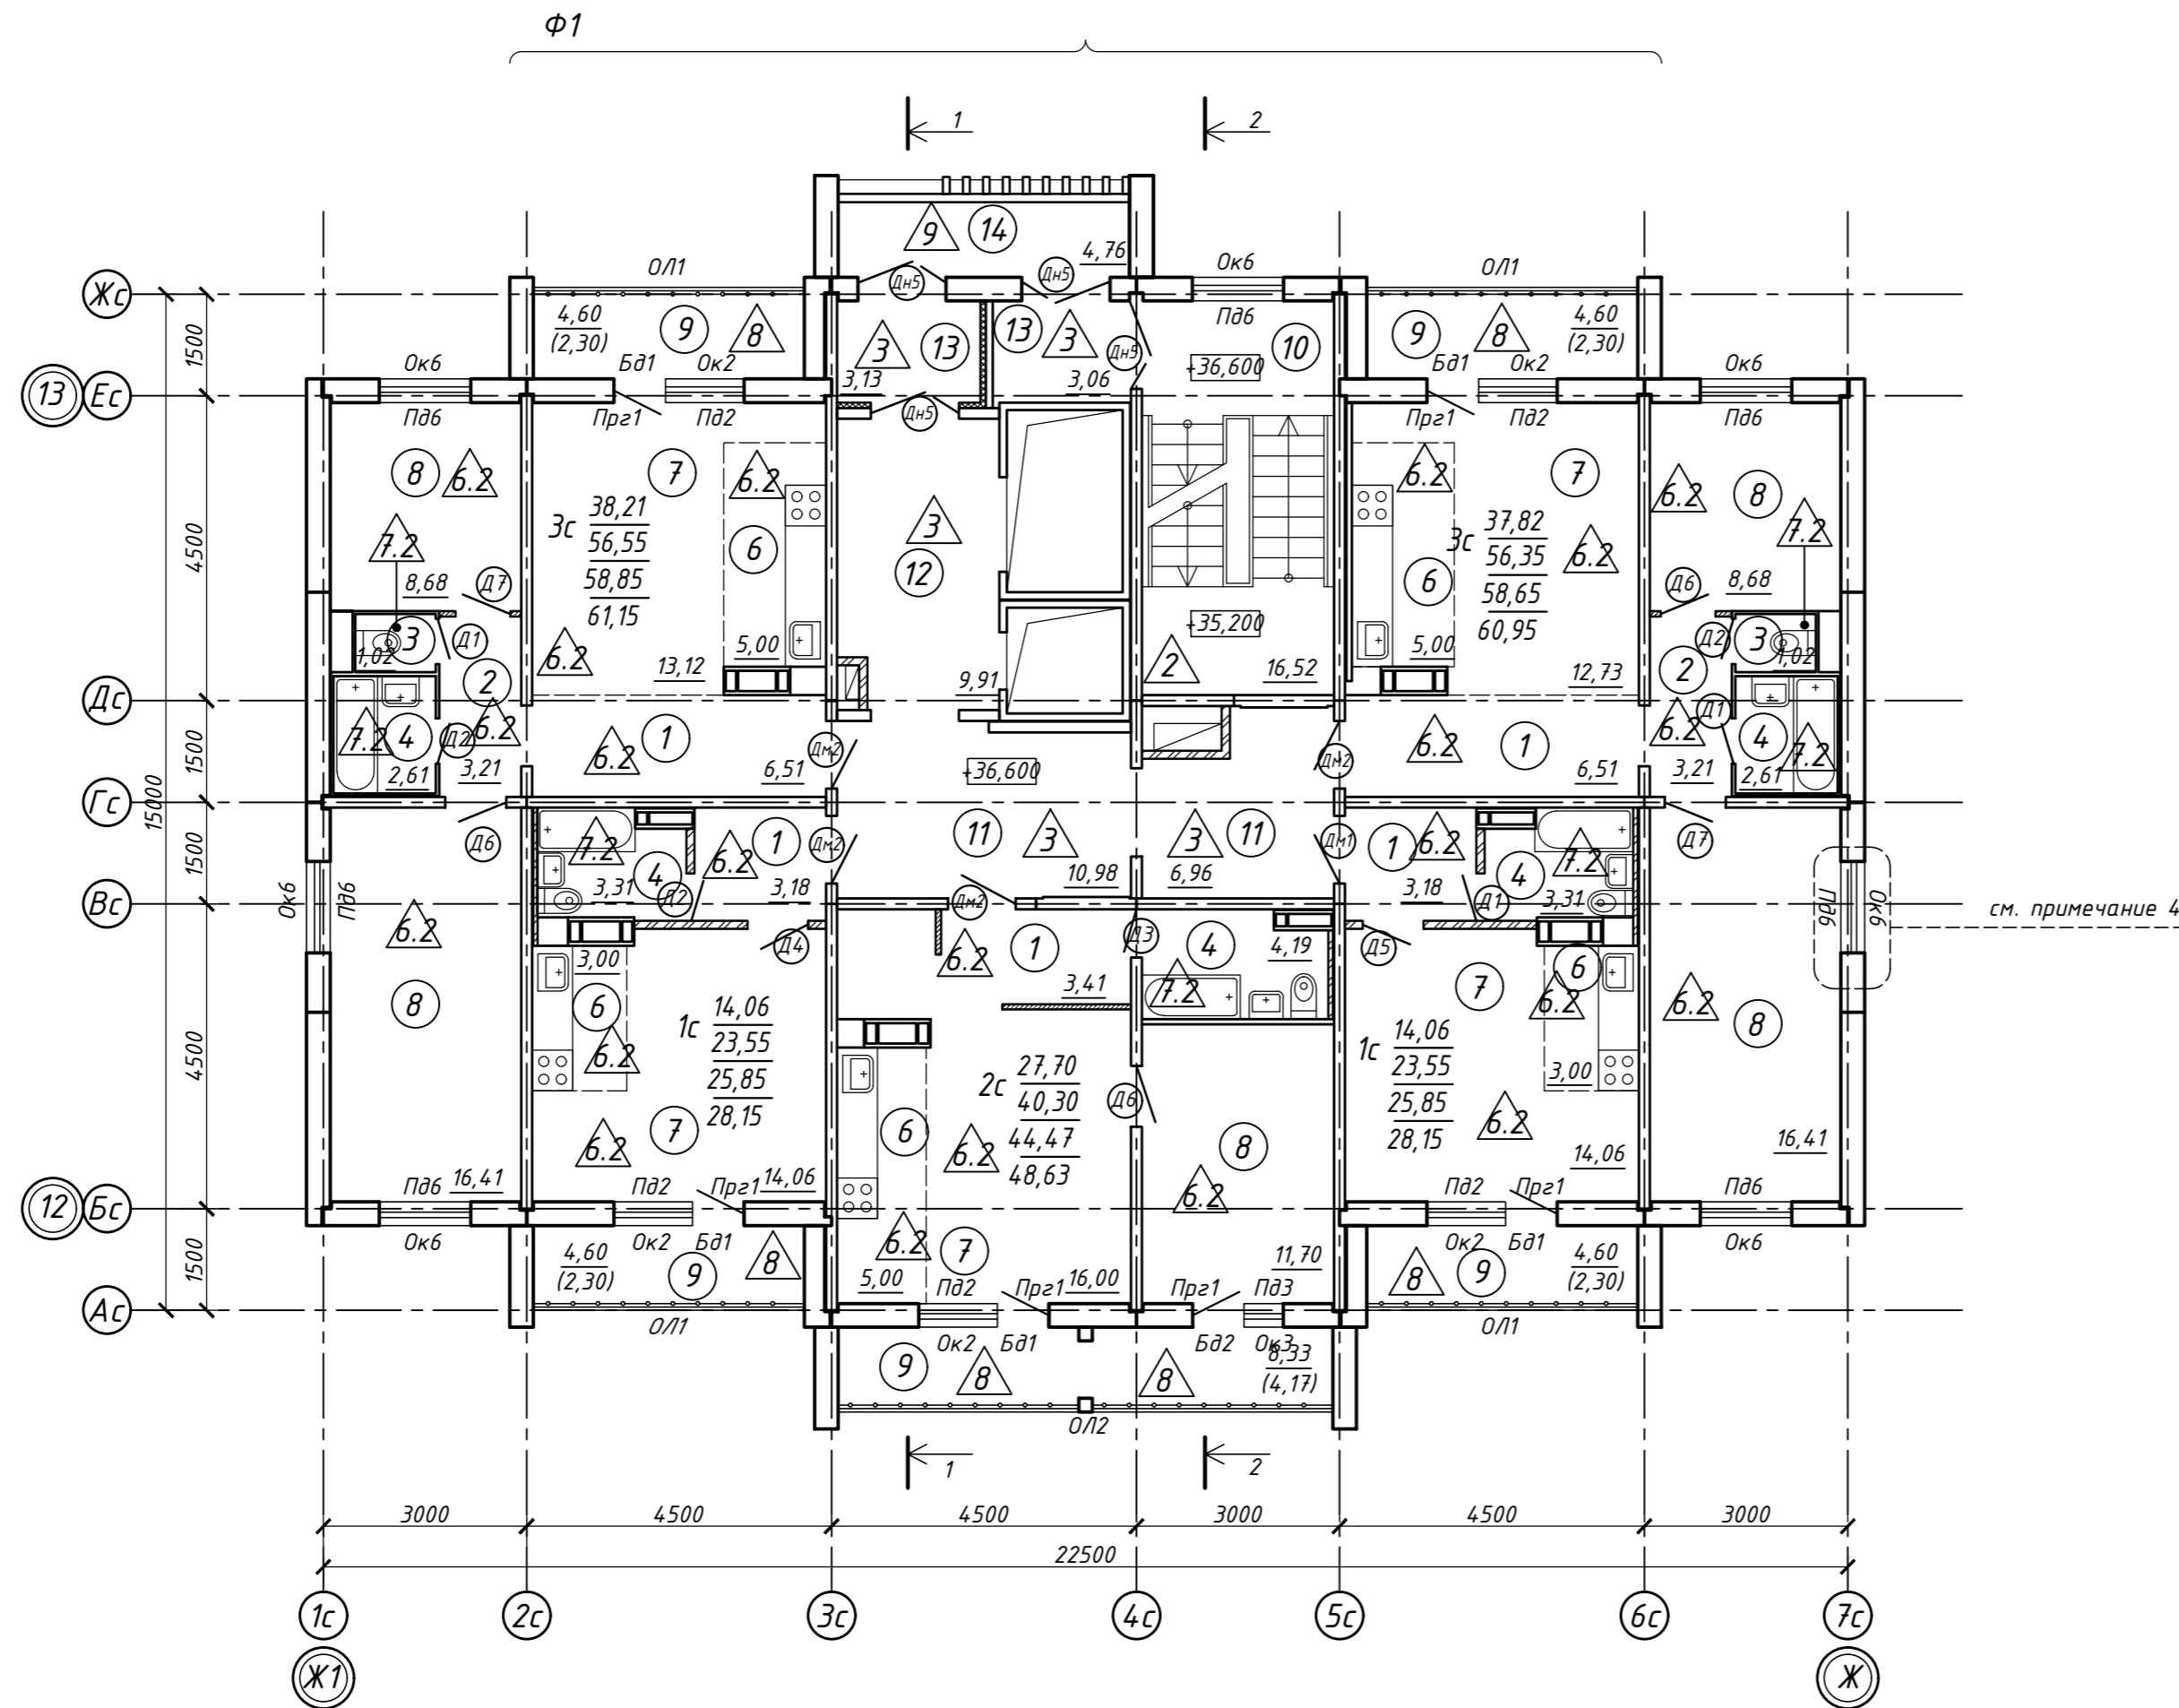 Ф1
1 2
9 14
4,76
ОЛ1 Дн5 Дн5 Ок6 ОЛ1
Жс
4,60 9 8 3 13 13 3 Пд6 10 9 8 4,60
(2,30) (2,30)
1500
Дн5
+36,600
Ок6 Бд1 Ок2 3,13 3,06 Бд1 Ок2 Ок6
13 Ес
Пд6 Прг1 Пд2 Дн5 Прг1 Пд2 Пд6
8 6.2 7 6.2 6.2 7 6.2 8
3с 38,21 3с 37,82
56,55 56,35
58,85 58,65
61,15 60,95
4500
7.2 6 3 12 6 6.2 7.2
8,68 Д7 Д6 8,68
+35,200
3 1,02 Д1 2 6.2 13,12 5,00 9,91 2 16,52 5,00 12,73 2 Д2 3 1,02
Дс
7.2 4 Д2 6.2 6.2 1 Дм2 Дм2 6.2 1 6.2 Д1 4 7.2
1500
2,61 3,21 6,51 +36,600 6,51 3,21 2,61
Гс
15000
1500
Д6 7.2 4 6.2 1 Дм2 11 3 3 11 Дм1 1 6.2 4 7.2 Д7
3,31 Д2 3,18 10,98 6,96 3,18 Д1 3,31
Вс
Ок6 Пд6 6.2 Дм2 Пд6 Ок6
см. примечание 4
3,00 Д4 6.2 1 Д3 4 4,19 Д5 7 6.2 6
8 6 3,41 7.2 6.2 8
6.2
1с 14,06 1с 14,06
23,55 23,55
25,85 25,85
28,15 28,15
3,00
2с 27,70
40,30
44,47
48,63
4500
Д6
6.2 7 6 6.2 8 6.2 6.2
16,41 14,06 14,06 16,41
12 Бс
Пд6 Пд2 Прг1 Пд2 Прг1 Пд6
Ок6 Ок2 Бд1 6.2 7 Ок2 Бд1 Ок6
4,60 9 8 5,00 16,00 11,70 8 9 4,60
(2,30) (2,30)
1500
Пд2 Прг1 Прг1 Пд3
Ас
ОЛ1 Ок2 Бд1 Бд2 Ок3 ОЛ1
9 8 8 8,33
(4,17)
ОЛ2
1 2
3000 4500 4500 3000 4500 3000
22500
1с 2с 3с 4с 5с 6с 7с
Ж1 Ж